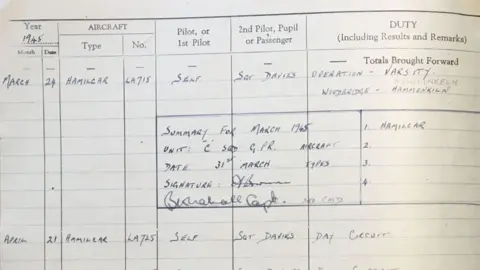 Year AIRCRAFT Pilot, or 2nd Pilot, Pupil DUTY
1945 1st Pilot or Passenger (Including Results and Remarks)
Month Date Type No.
— — — — — — — Totals Brought Forward
MARCH 24 HAMILCAR LA715 SELF SGT DAVIES OPERATION - VARSITY
WOODBRIDGE - HAMMINKELN
SUMMARY FOR MARCH 1945 1. HAMILCAR
UNIT: C SQD G.P.R. AIRCRAFT 2.
DATE 31ST MARCH TYPES 3.
SIGNATURE: 4.
Capt.
APRIL 21 HAMILCAR LA725 SELF SGT DAVIES DAY CIRCUIT